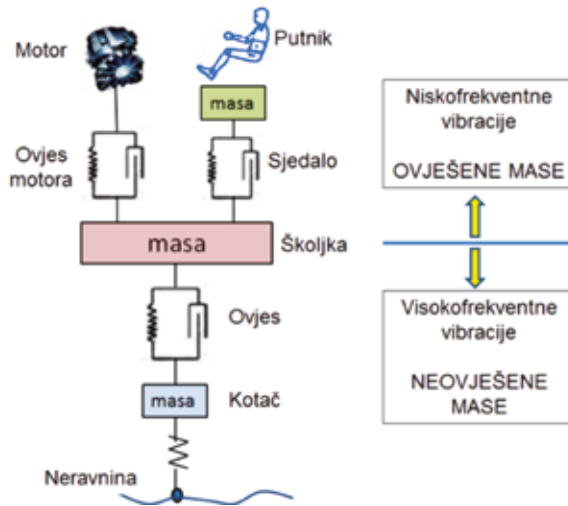 Motor
Putnik
masa
Ovjes
motora
Sjedalo
masa
Školjka
Ovjes
masa
Kotač
Neravnina
Niskofrekventne
vibracije
OVJEŠENE MASE
Visokofrekventne
vibracije
NEOVJEŠENE
MASE